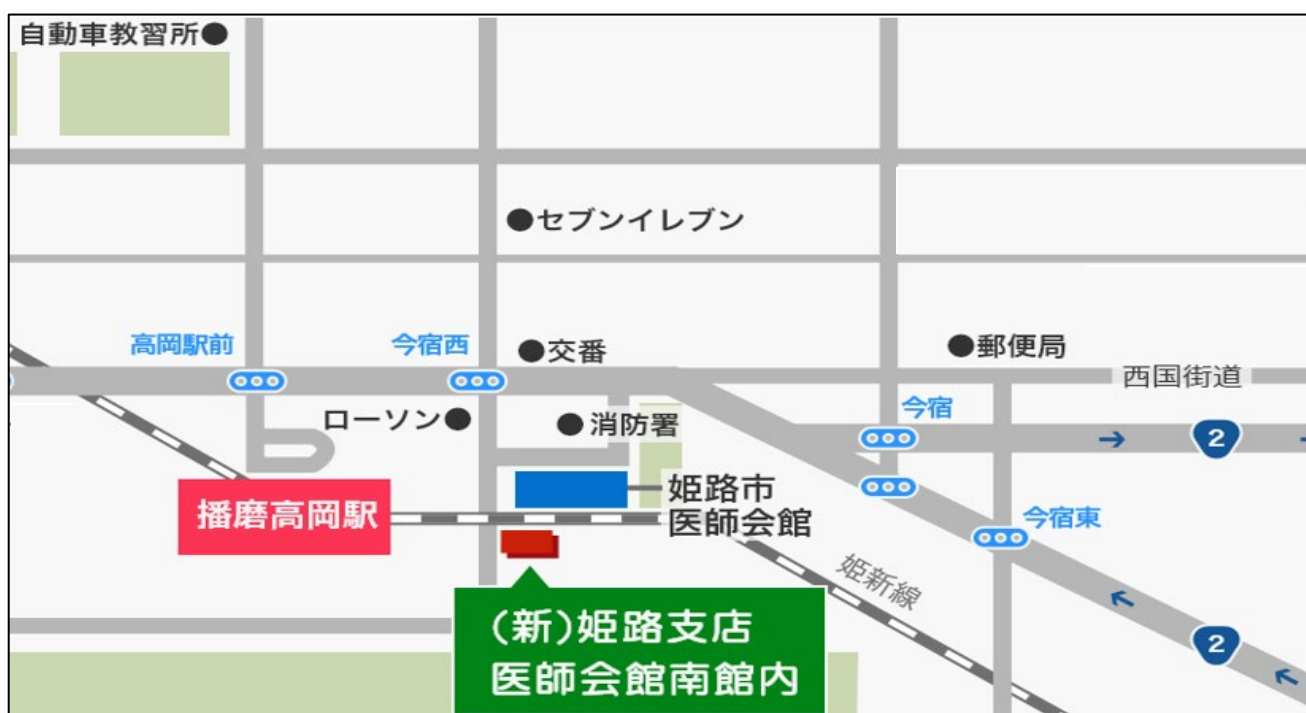 自動車教習所●
●セブンイレブン
高岡駅前
今宿西
●交番
●郵便局
西国街道
ローソン●
●消防署
今宿
2
播磨高岡駅
姫路市
医師会館
今宿東
姫新線
(新)姫路支店
医師会館南館内
2